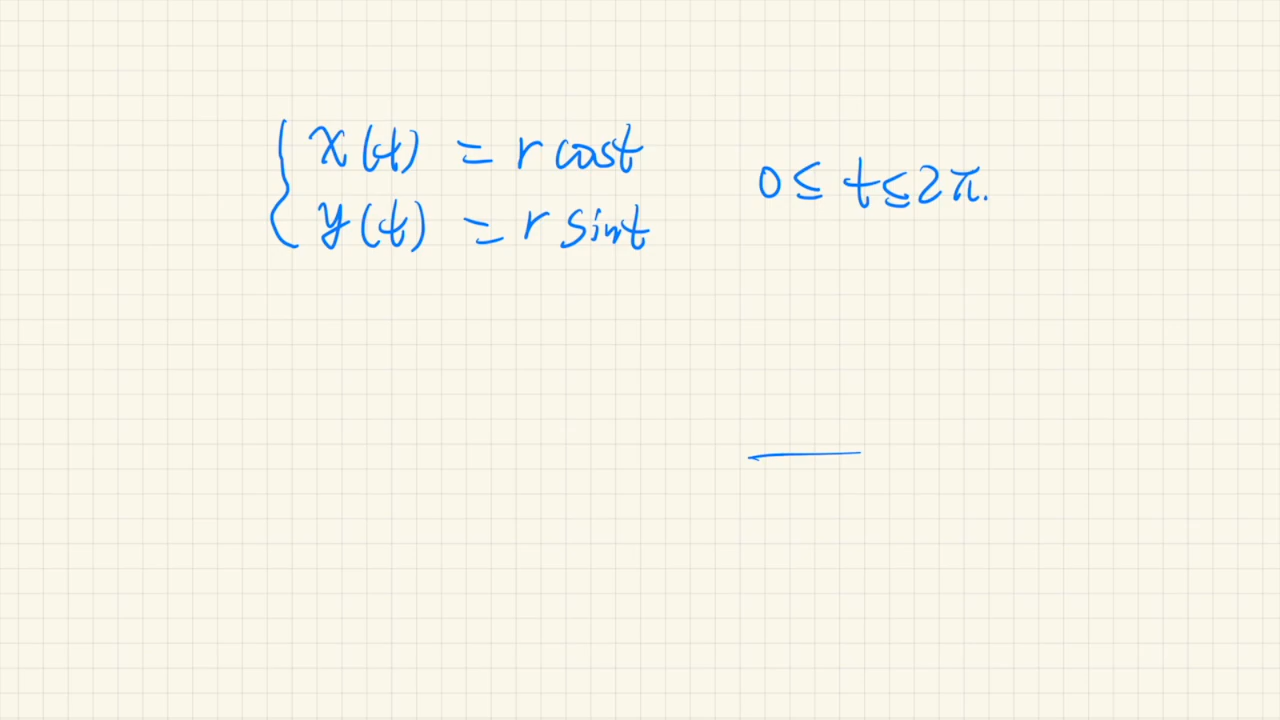 { x(t) = r cost
y(t) = r sint
0 ≤ t ≤ 2π.